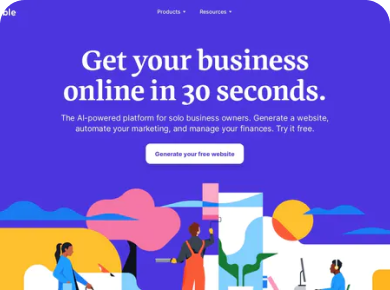 ble
Products
Resources
Get your business
online in 30 seconds.
The AI-powered platform for solo business owners. Generate a website,
automate your marketing, and manage your finances. Try it free.
Generate your free website